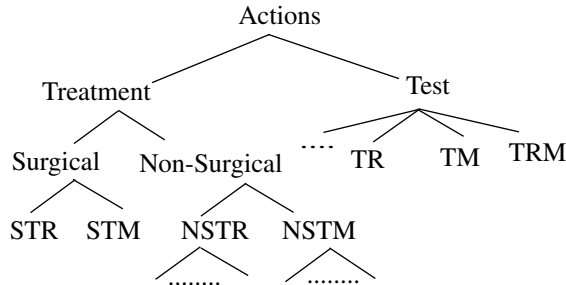 Actions
Treatment
Test
Surgical
Non-Surgical
....
TR
TM
TRM
STR
STM
NSTR
NSTM
........
........